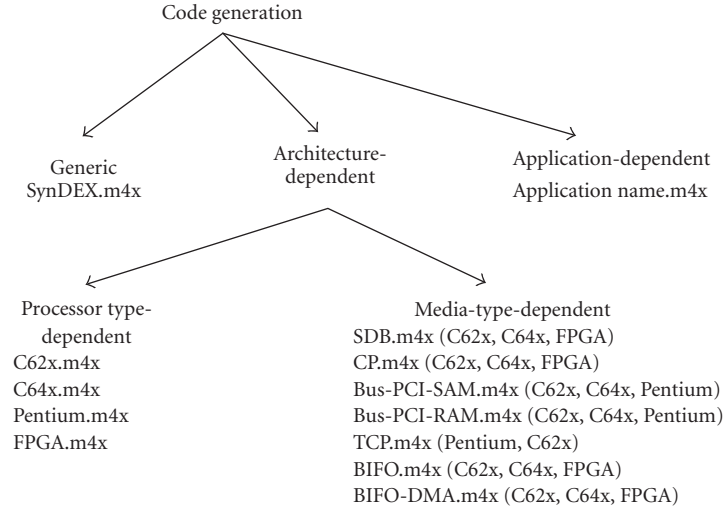 Code generation
Generic
SynDEX.m4x
Architecture-
dependent
Application-dependent
Application name.m4x
Processor type-
dependent
C62x.m4x
C64x.m4x
Pentium.m4x
FPGA.m4x
Media-type-dependent
SDB.m4x (C62x, C64x, FPGA)
CP.m4x (C62x, C64x, FPGA)
Bus-PCI-SAM.m4x (C62x, C64x, Pentium)
Bus-PCI-RAM.m4x (C62x, C64x, Pentium)
TCP.m4x (Pentium, C62x)
BIFO.m4x (C62x, C64x, FPGA)
BIFO-DMA.m4x (C62x, C64x, FPGA)